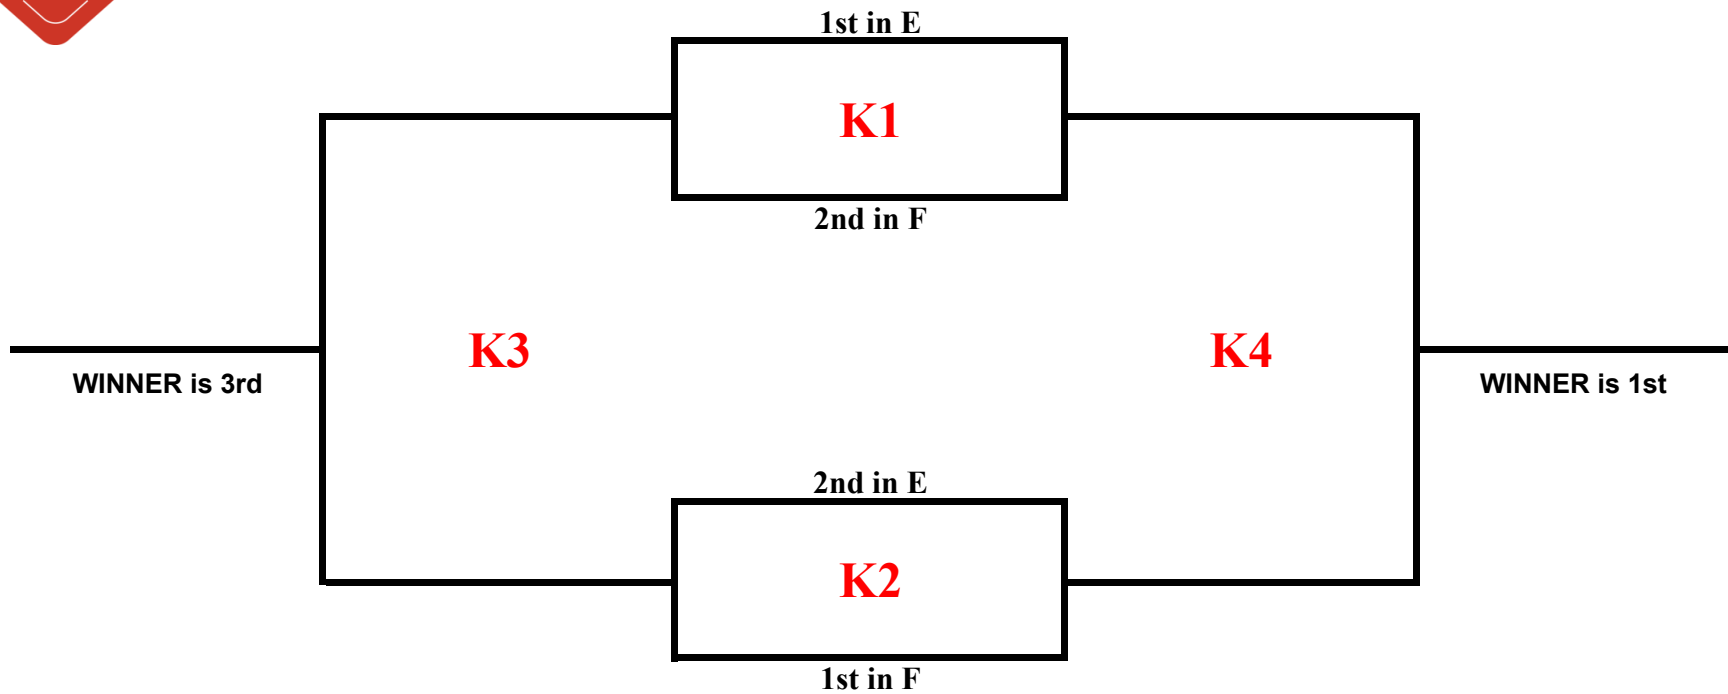 1st in E
K1
2nd in F
K3
K4
WINNER is 3rd
WINNER is 1st
2nd in E
K2
1st in F